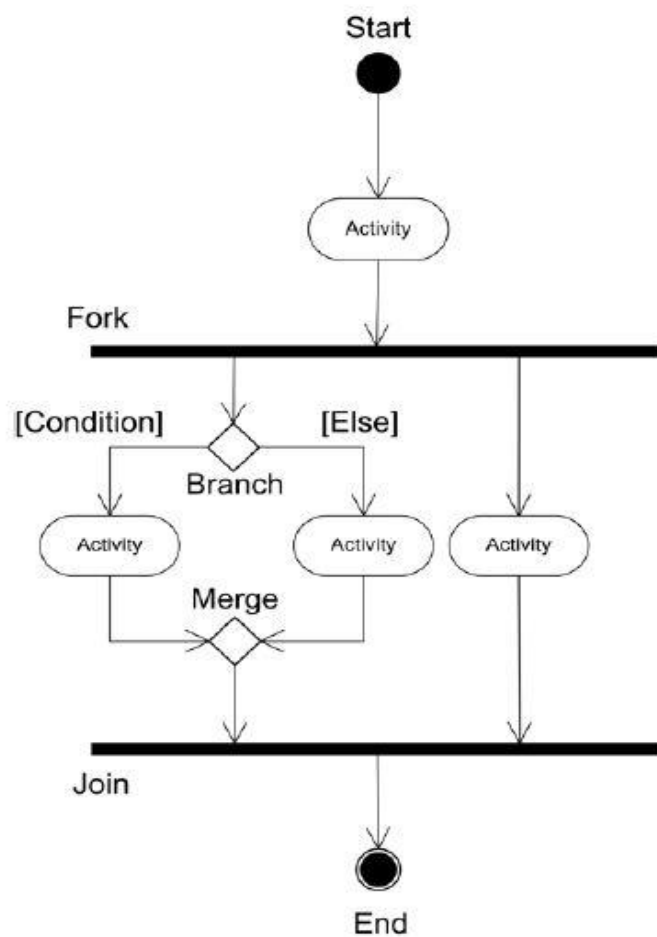 Start
Activity
Fork
[Condition]
[Else]
Branch
Activity
Activity
Activity
Merge
Join
End